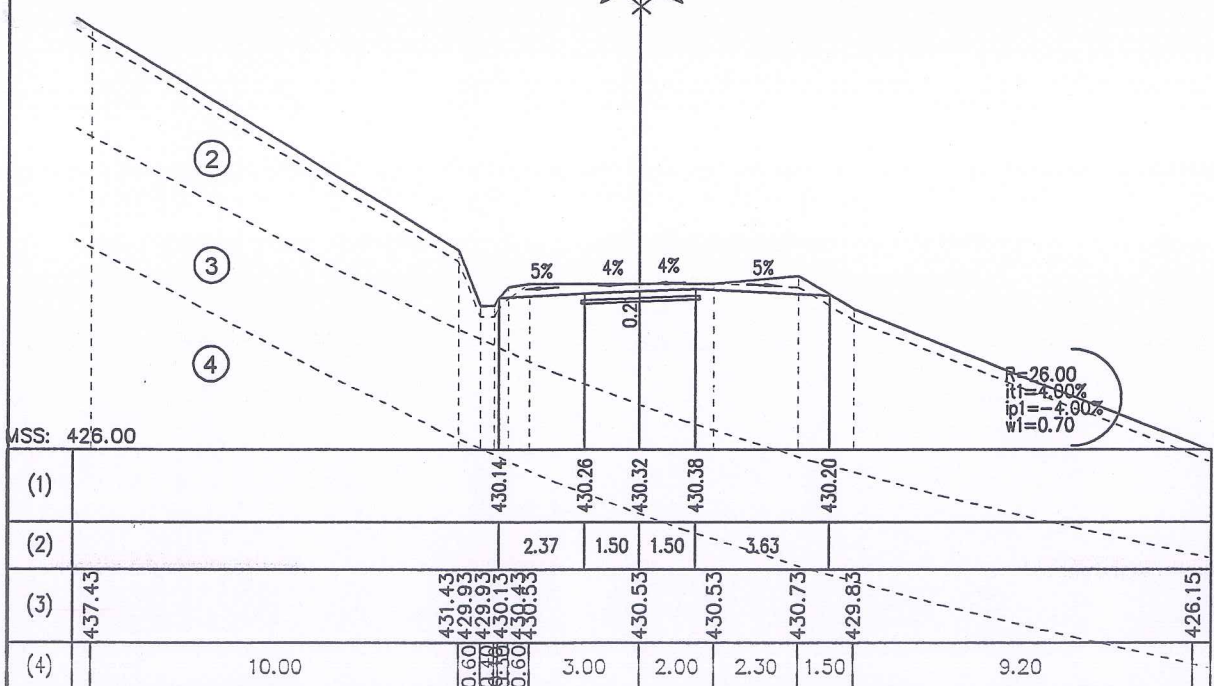 2
5% 4% 4% 5%
3
0.2
4
R=26.00
it1=4.00%
ip1=-4.00%
w1=0.70
MSS: 426.00
(1) 430.14 430.26 430.32 430.38 430.20
(2) 2.37 1.50 1.50 3.63
(3) 437.43 431.43 429.93 429.93 430.13 430.43 430.53 430.53 430.53 430.73 429.83 426.15
(4) 10.00 0.60 0.60 3.00 2.00 2.30 1.50 9.20